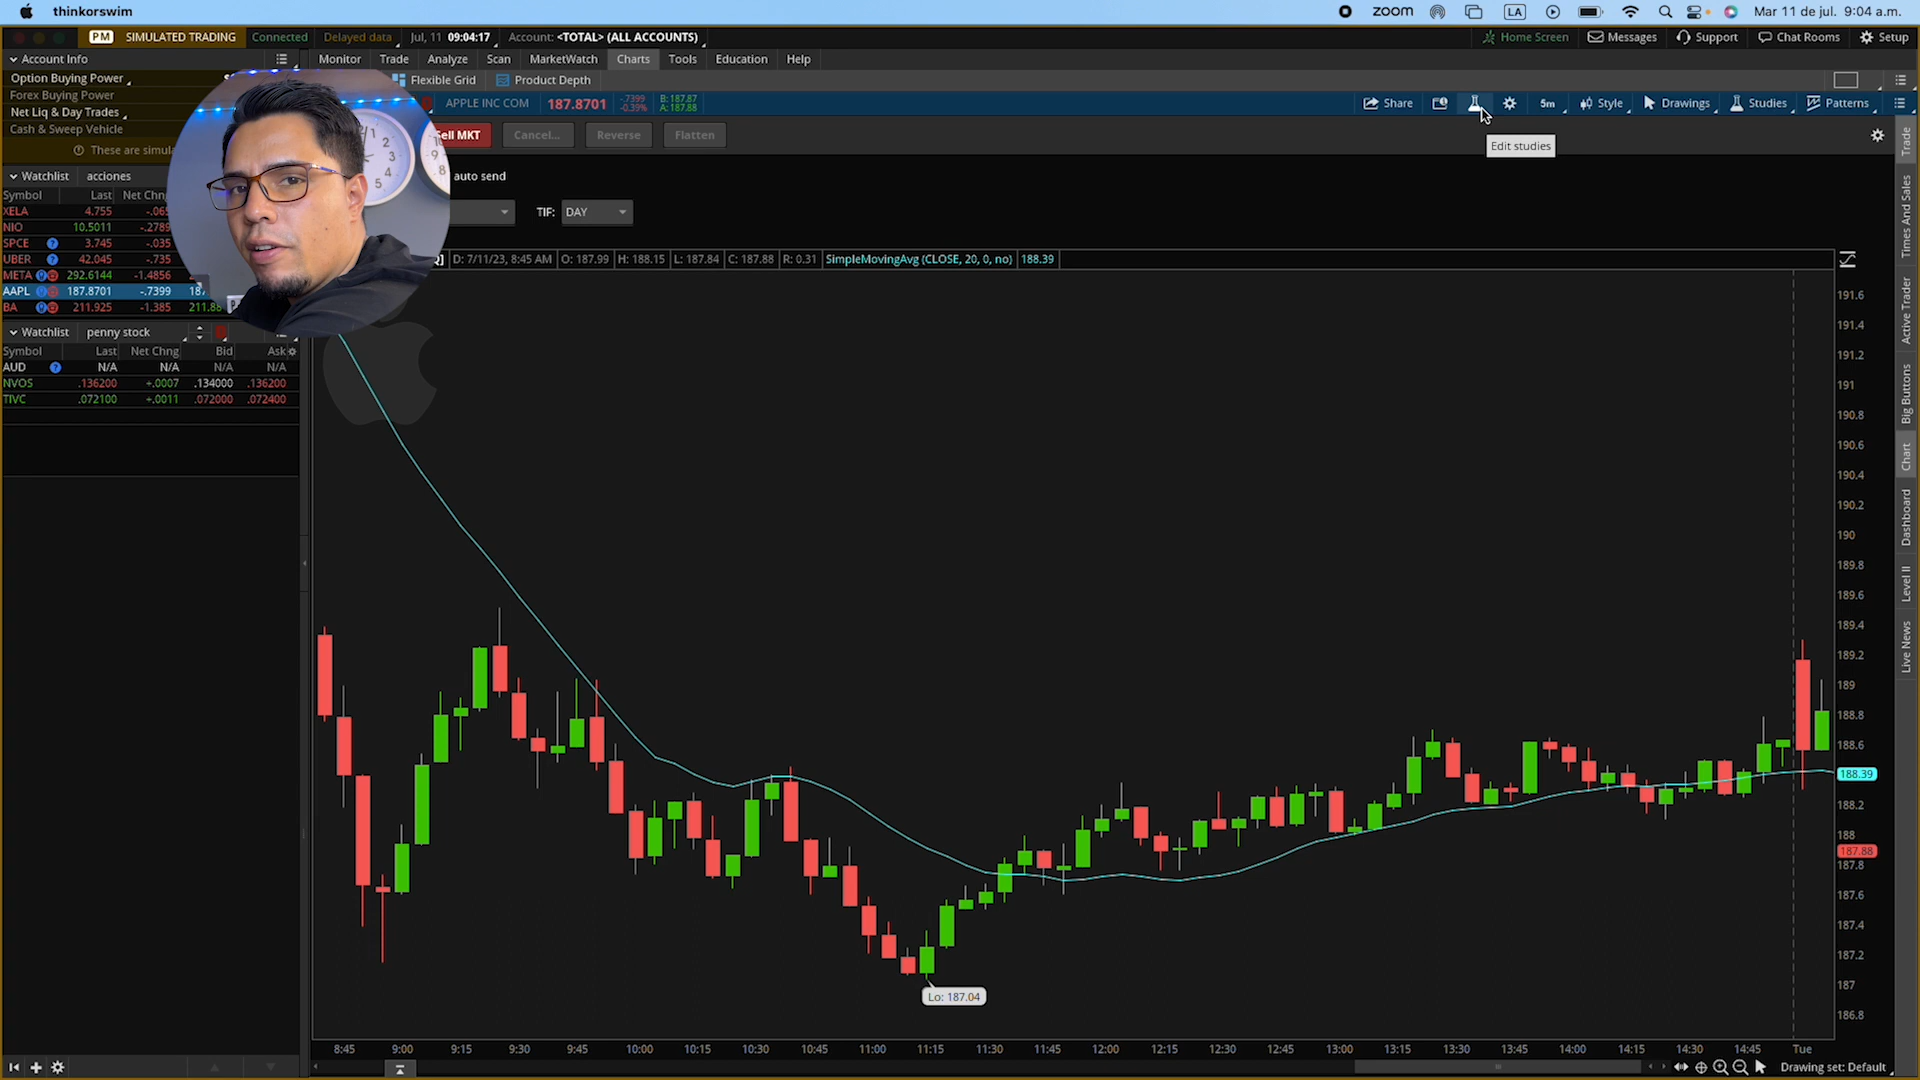 thinkorswim
zoom
LA
Mar 11 de jul. 9:04 a.m.
PM SIMULATED TRADING Connected Delayed data Jul, 11 09:04:17 Account: <TOTAL> (ALL ACCOUNTS)
Home Screen Messages Support Chat Rooms Setup
Account Info
Monitor Trade Analyze Scan MarketWatch Charts Tools Education Help
Option Buying Power
Forex Buying Power
Net Liq & Day Trades
Cash & Sweep Vehicle
These are simula
Flexible Grid Product Depth
APPLE INC COM 187.8701 -.7399 -0.39% B: 187.87 A: 187.88
Share 5m Style Drawings Studies Patterns
Sell MKT Cancel... Reverse Flatten
Edit studies
auto send
TIF: DAY
Watchlist acciones
Symbol Last Net Chng
XELA 4.755
NIO 10.5011 -.2789
SPCE 3.745 -.035
UBER 42.045 -.735
META 292.6144 -1.4856
AAPL 187.8701 -.7399 187
BA 211.925 -1.385 211.88
Watchlist penny stock
Symbol Last Net Chng Bid Ask
AUD N/A N/A N/A N/A
NVOS .136200 +.0007 .134000 .136200
TIVC .072100 +.0011 .072000 .072400
D: 7/11/23, 8:45 AM O: 187.99 H: 188.15 L: 187.84 C: 187.88 R: 0.31 SimpleMovingAvg (CLOSE, 20, 0, no) 188.39
191.6
191.4
191.2
191
190.8
190.6
190.4
190.2
190
189.8
189.6
189.4
189.2
189
188.8
188.6
188.39
188.2
188
187.88
187.8
187.6
187.4
187.2
187
186.8
Lo: 187.04
8:45 9:00 9:15 9:30 9:45 10:00 10:15 10:30 10:45 11:00 11:15 11:30 11:45 12:00 12:15 12:30 12:45 13:00 13:15 13:30 13:45 14:00 14:15 14:30 14:45 Tue
Drawing set: Default
Trade
Times And Sales
Active Trader
Big Buttons
Chart
Dashboard
Level II
Live News